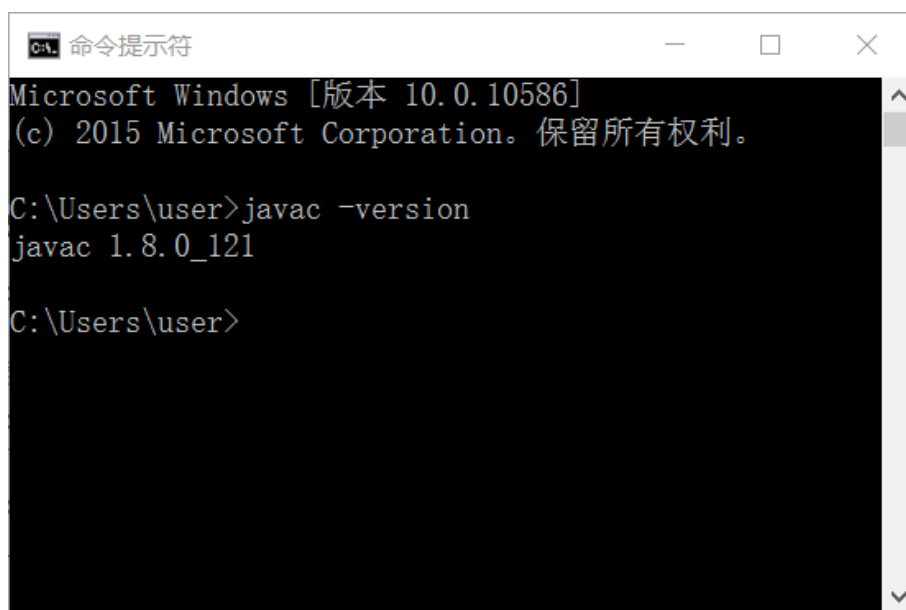 命令提示符
Microsoft Windows [版本 10.0.10586]
(c) 2015 Microsoft Corporation。保留所有权利。
C:\Users\user>javac -version
javac 1.8.0_121
C:\Users\user>